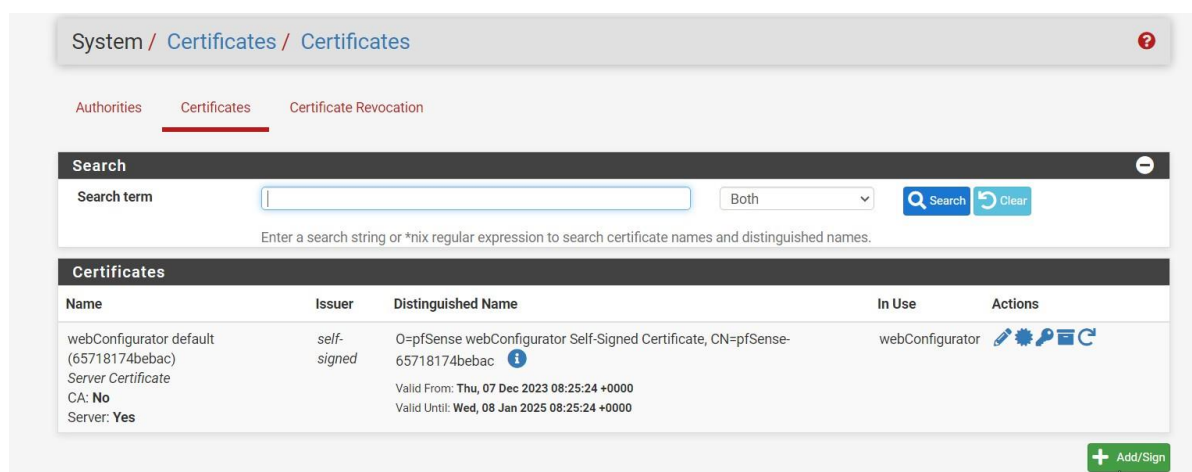 System / Certificates / Certificates
Authorities Certificates Certificate Revocation
Search
Search term Both Search Clear
Enter a search string or *nix regular expression to search certificate names and distinguished names.
Certificates
Name Issuer Distinguished Name In Use Actions
webConfigurator default
(65718174bebac)
Server Certificate
CA: No
Server: Yes
self-
signed
O=pfSense webConfigurator Self-Signed Certificate, CN=pfSense-
65718174bebac
Valid From: Thu, 07 Dec 2023 08:25:24 +0000
Valid Until: Wed, 08 Jan 2025 08:25:24 +0000
webConfigurator
Add/Sign